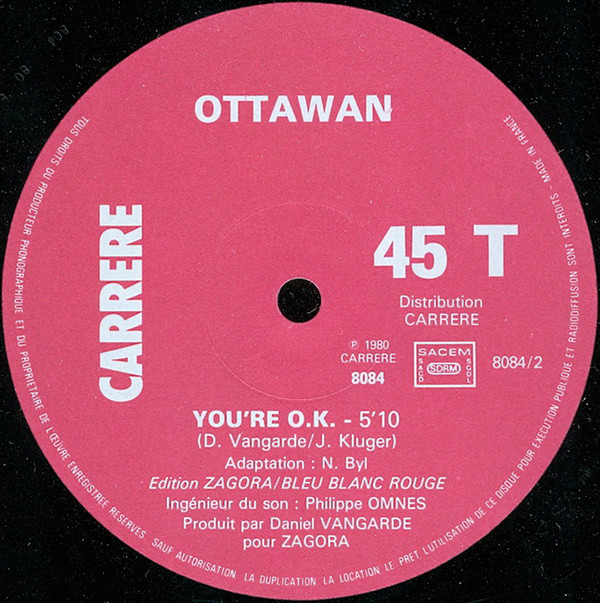 OTTAWAN
CARRERE
45 T
Distribution
CARRERE
℗ 1980
CARRERE
8084
SACEM
SACD
SDRM
SGDL
8084/2
YOU'RE O.K. - 5'10
(D. Vangarde/J. Kluger)
Adaptation : N. Byl
Edition ZAGORA/BLEU BLANC ROUGE
Ingénieur du son : Philippe OMNES
Produit par Daniel VANGARDE
pour ZAGORA
TOUS DROITS DU PRODUCTEUR PHONOGRAPHIQUE ET DU PROPRIETAIRE DE L'ŒUVRE ENREGISTREE RESERVES SAUF AUTORISATION LA DUPLICATION LA LOCATION LE PRET L'UTILISATION DE CE DISQUE POUR EXECUTION PUBLIQUE ET RADIODIFFUSION SONT INTERDITS - MADE IN FRANCE